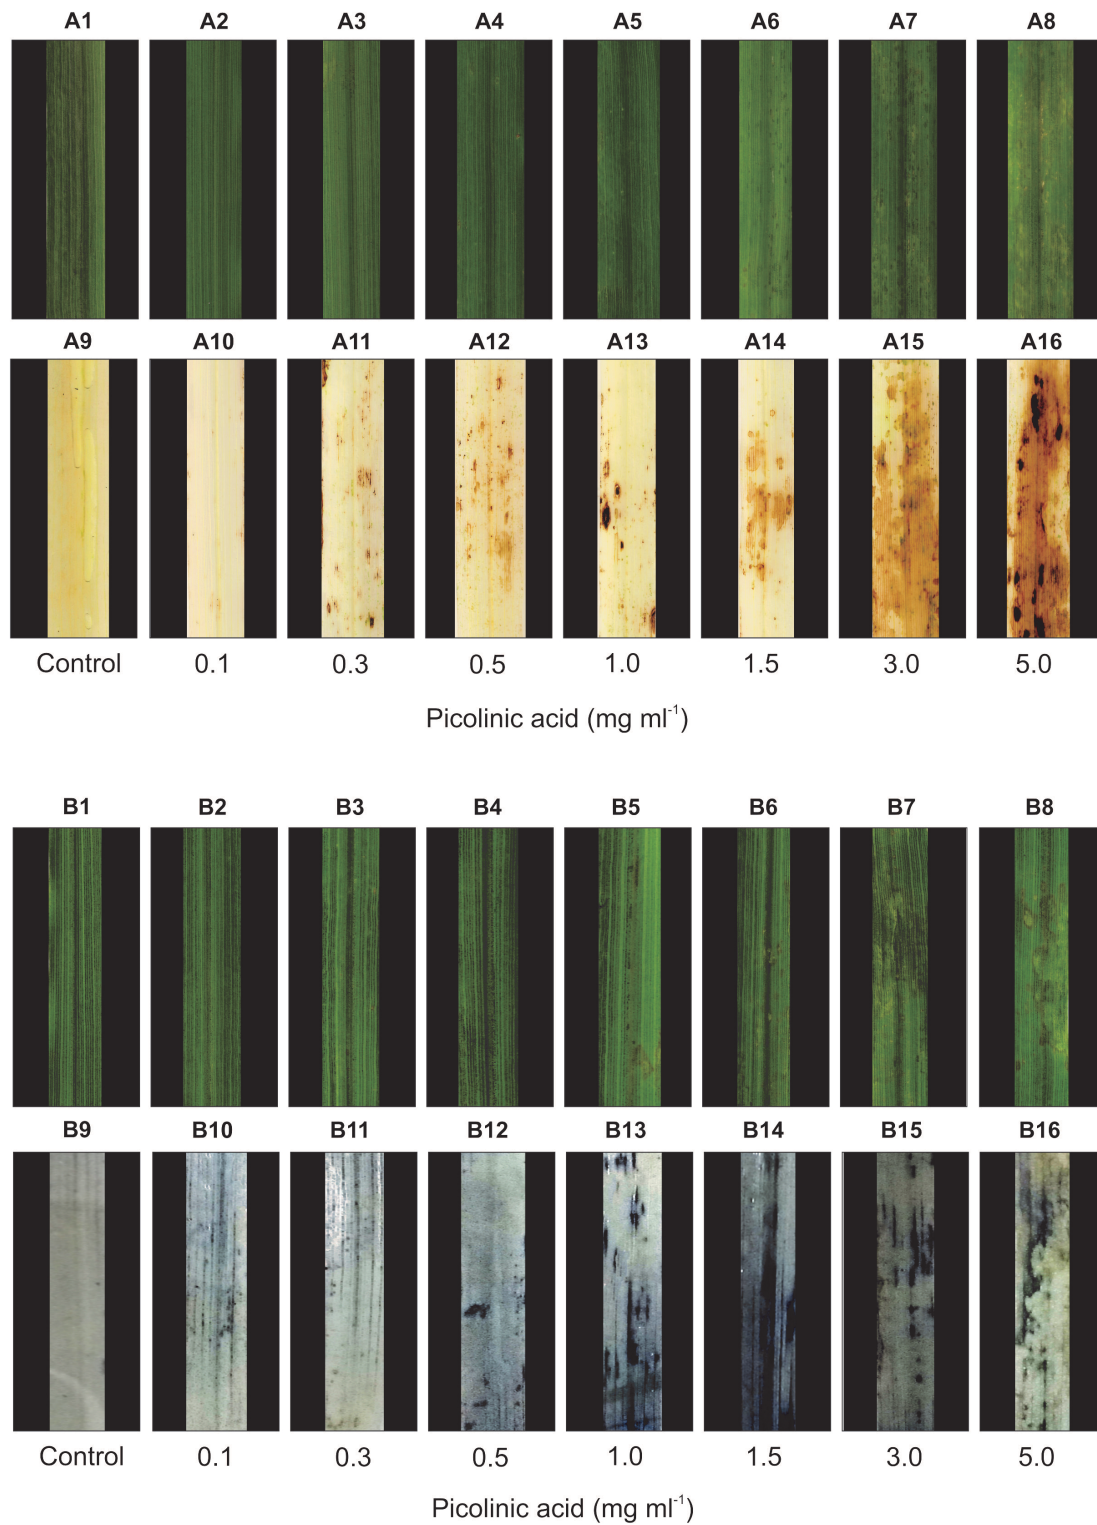 A1 A2 A3 A4 A5 A6 A7 A8
A9 A10 A11 A12 A13 A14 A15 A16
Control 0.1 0.3 0.5 1.0 1.5 3.0 5.0
Picolinic acid (mg ml⁻¹)
B1 B2 B3 B4 B5 B6 B7 B8
B9 B10 B11 B12 B13 B14 B15 B16
Control 0.1 0.3 0.5 1.0 1.5 3.0 5.0
Picolinic acid (mg ml⁻¹)